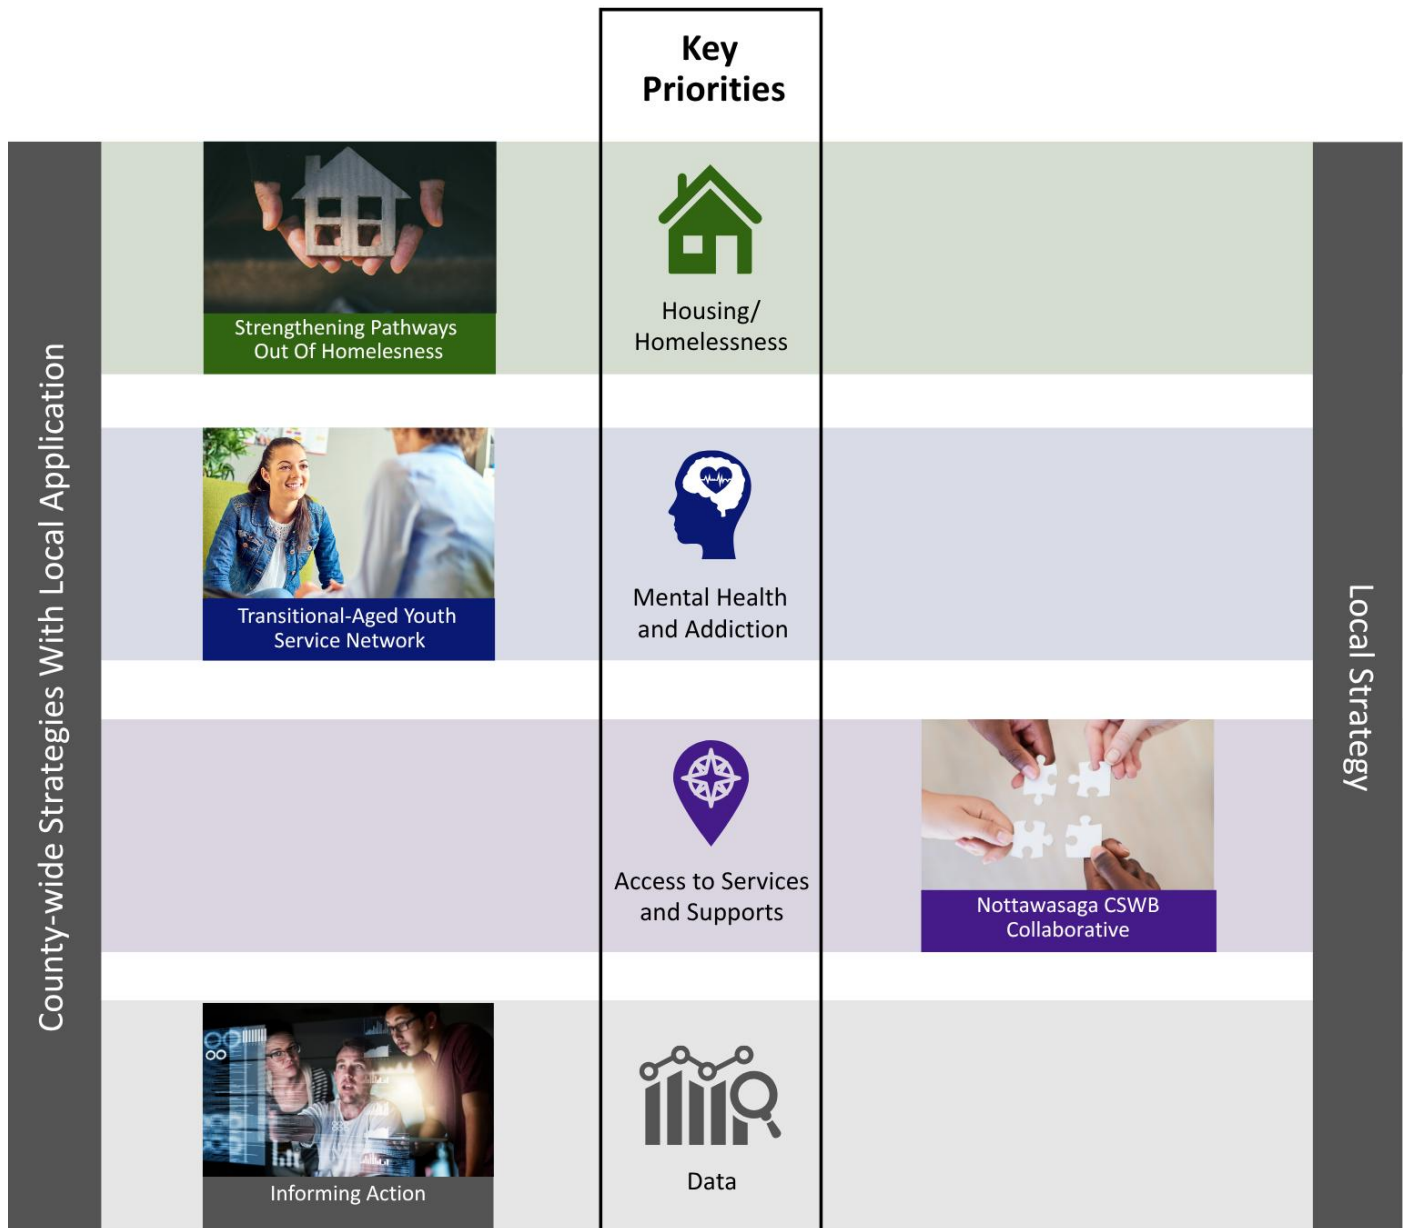 Key
Priorities
County-wide Strategies With Local Application
Strengthening Pathways
Out Of Homelesness
Housing/
Homelessness
Transitional-Aged Youth
Service Network
Mental Health
and Addiction
Access to Services
and Supports
Nottawasaga CSWB
Collaborative
Informing Action
Data
Local Strategy